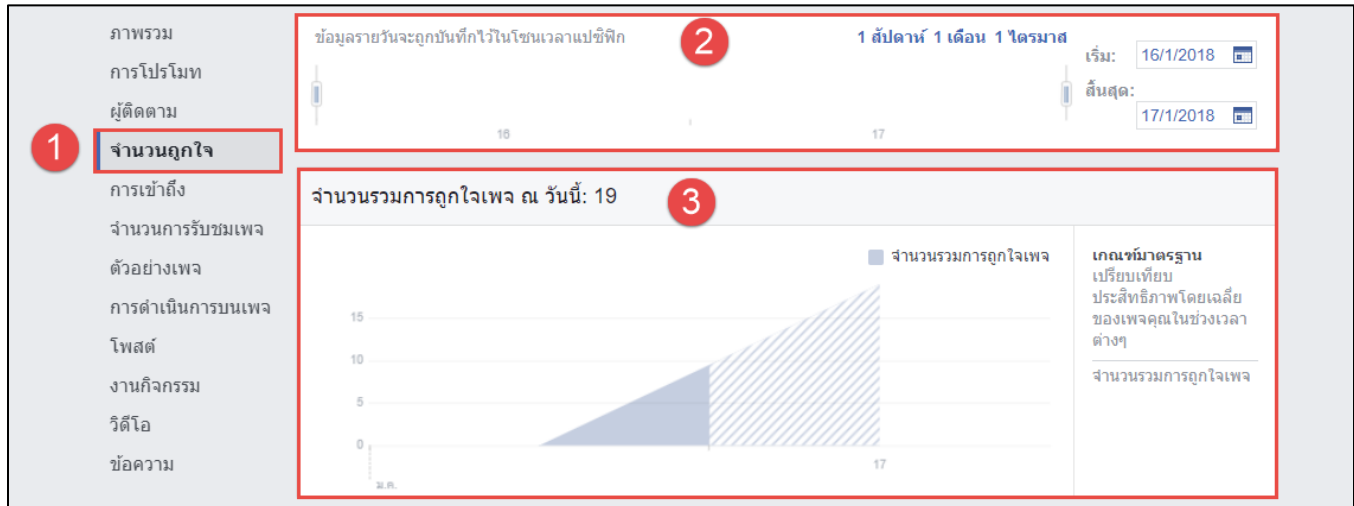 ภาพรวม
การโปรโมท
ผู้ติดตาม
1
จำนวนถูกใจ
การเข้าถึง
จำนวนการรับชมเพจ
ตัวอย่างเพจ
การดำเนินการบนเพจ
โพสต์
งานกิจกรรม
วิดีโอ
ข้อความ
ข้อมูลรายวันจะถูกบันทึกไว้ในโซนเวลาแปซิฟิก
2
1 สัปดาห์ 1 เดือน 1 ไตรมาส
เริ่ม: 16/1/2018
สิ้นสุด:
17/1/2018
16 17
จำนวนรวมการถูกใจเพจ ณ วันนี้: 19
3
จำนวนรวมการถูกใจเพจ
15
10
5
0
ม.ค.
17
เกณฑ์มาตรฐาน
เปรียบเทียบ
ประสิทธิภาพโดยเฉลี่ย
ของเพจคุณในช่วงเวลา
ต่างๆ
จำนวนรวมการถูกใจเพจ